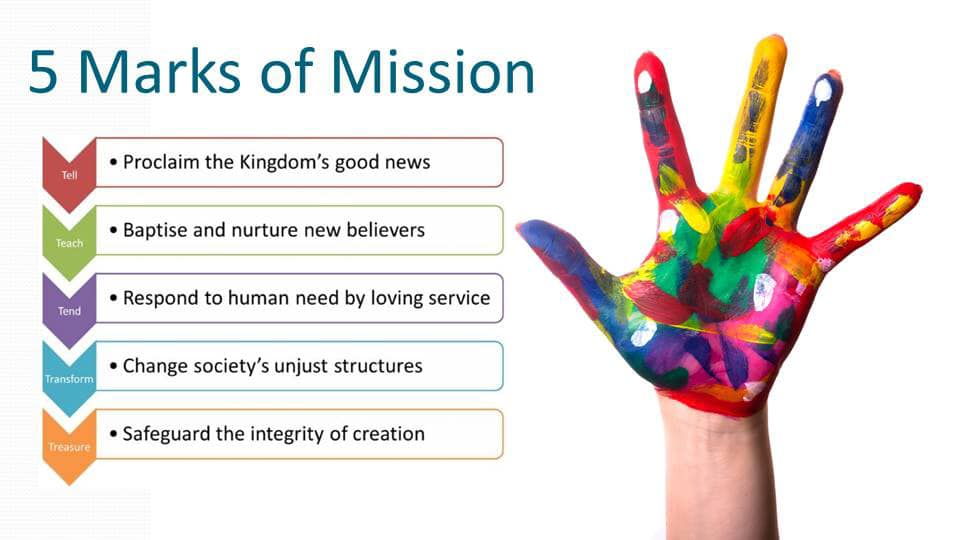 5 Marks of Mission
Tell
• Proclaim the Kingdom's good news
Teach
• Baptise and nurture new believers
Tend
• Respond to human need by loving service
Transform
• Change society's unjust structures
Treasure
• Safeguard the integrity of creation